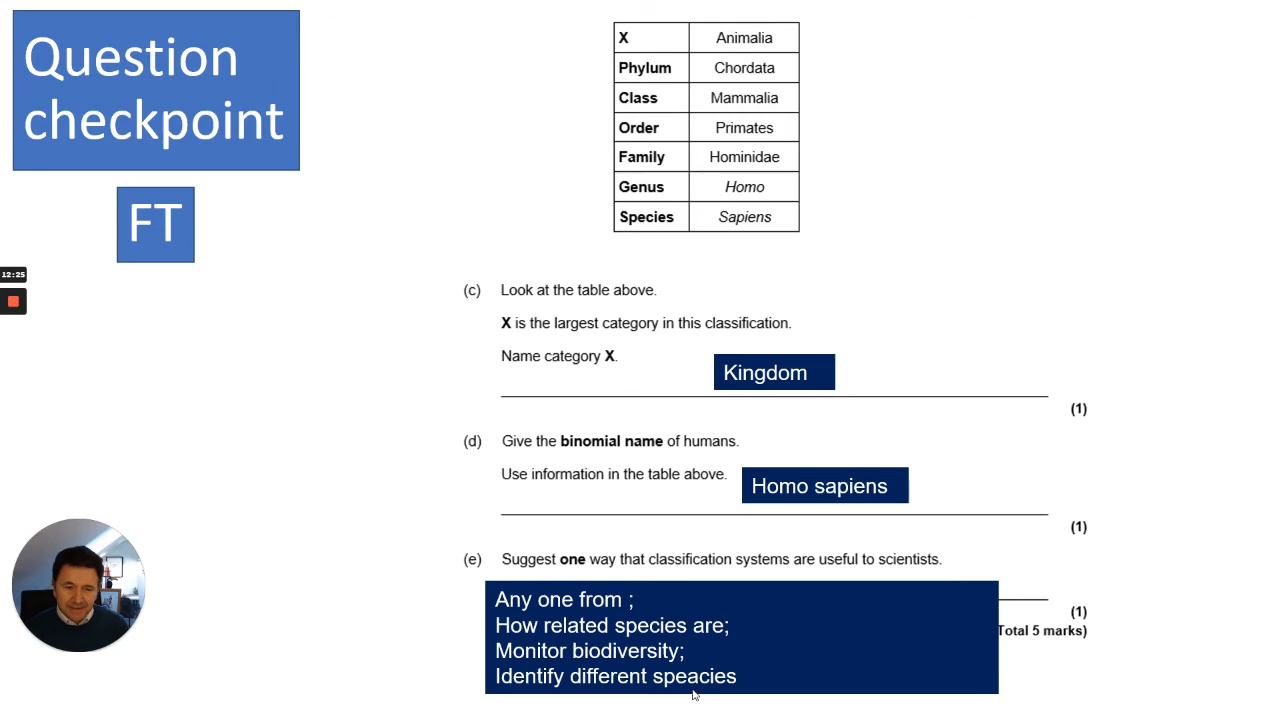 Question
checkpoint
FT
12:25
X Animalia
Phylum Chordata
Class Mammalia
Order Primates
Family Hominidae
Genus Homo
Species Sapiens
(c) Look at the table above.
X is the largest category in this classification.
Name category X.
Kingdom
(1)
(d) Give the binomial name of humans.
Use information in the table above.
Homo sapiens
(1)
(e) Suggest one way that classification systems are useful to scientists.
Any one from ;
How related species are;
Monitor biodiversity;
Identify different speacies
(1)
Total 5 marks)